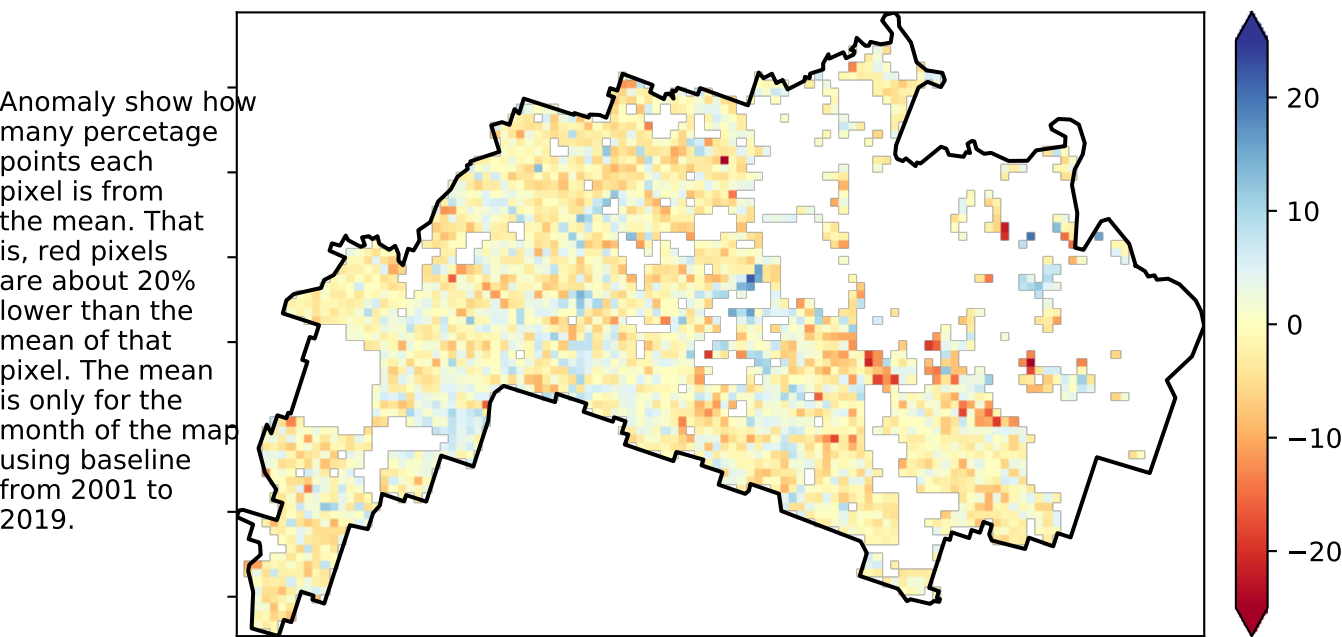 Anomaly show how
many percetage
points each
pixel is from
the mean. That
is, red pixels
are about 20%
lower than the
mean of that
pixel. The mean
is only for the
month of the map
using baseline
from 2001 to
2019.
20
10
0
−10
−20